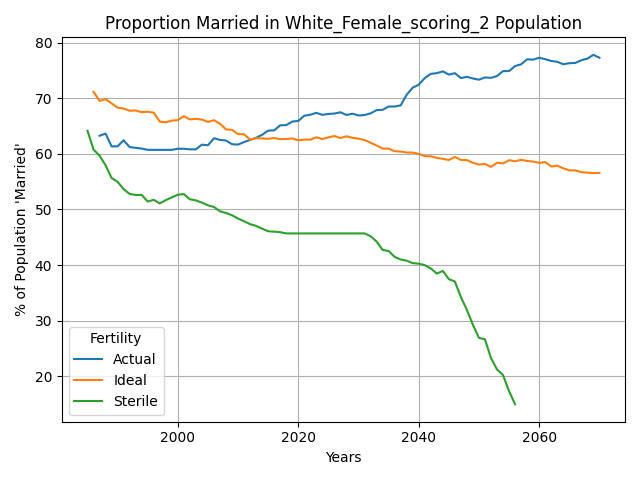 Proportion Married in White_Female_scoring_2 Population
% of Population 'Married'
80
70
60
50
40
30
20
Fertility
Actual
Ideal
Sterile
2000 2020 2040 2060
Years